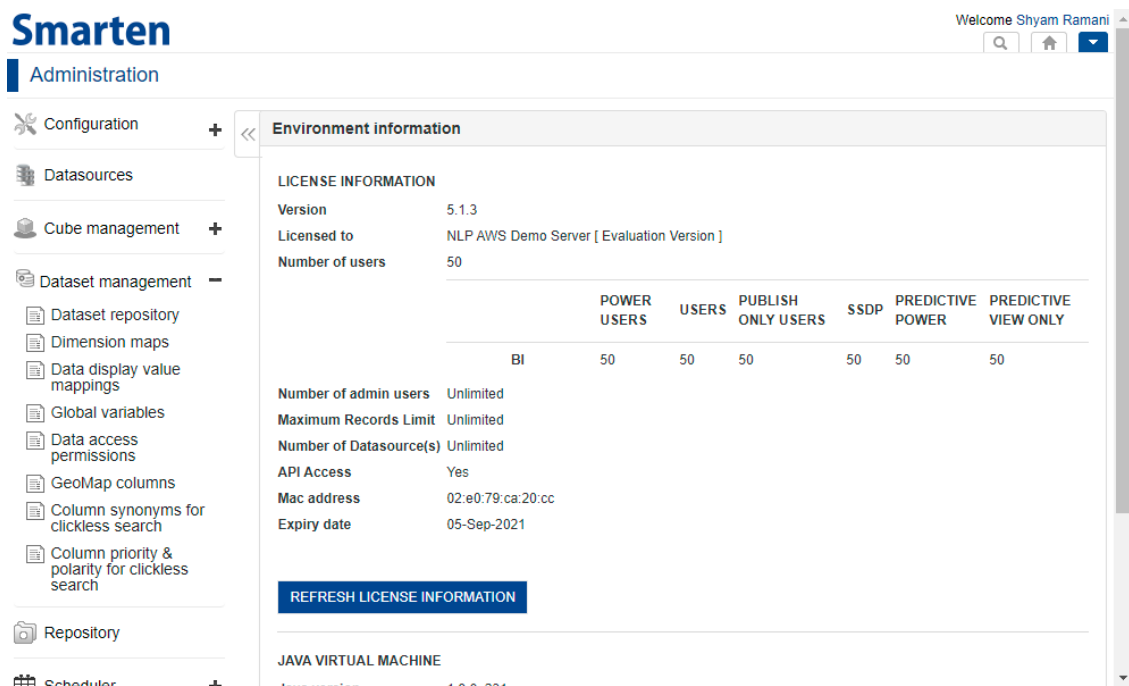 Smarten
Welcome Shyam Ramani
Administration
Configuration
Datasources
Cube management
Dataset management
Dataset repository
Dimension maps
Data display value
mappings
Global variables
Data access
permissions
GeoMap columns
Column synonyms for
clickless search
Column priority &
polarity for clickless
search
Repository
Scheduler
Environment information
LICENSE INFORMATION
Version 5.1.3
Licensed to NLP AWS Demo Server [ Evaluation Version ]
Number of users 50
POWER USERS USERS PUBLISH ONLY USERS SSDP PREDICTIVE POWER PREDICTIVE VIEW ONLY
BI 50 50 50 50 50 50
Number of admin users Unlimited
Maximum Records Limit Unlimited
Number of Datasource(s) Unlimited
API Access Yes
Mac address 02:e0:79:ca:20:cc
Expiry date 05-Sep-2021
REFRESH LICENSE INFORMATION
JAVA VIRTUAL MACHINE